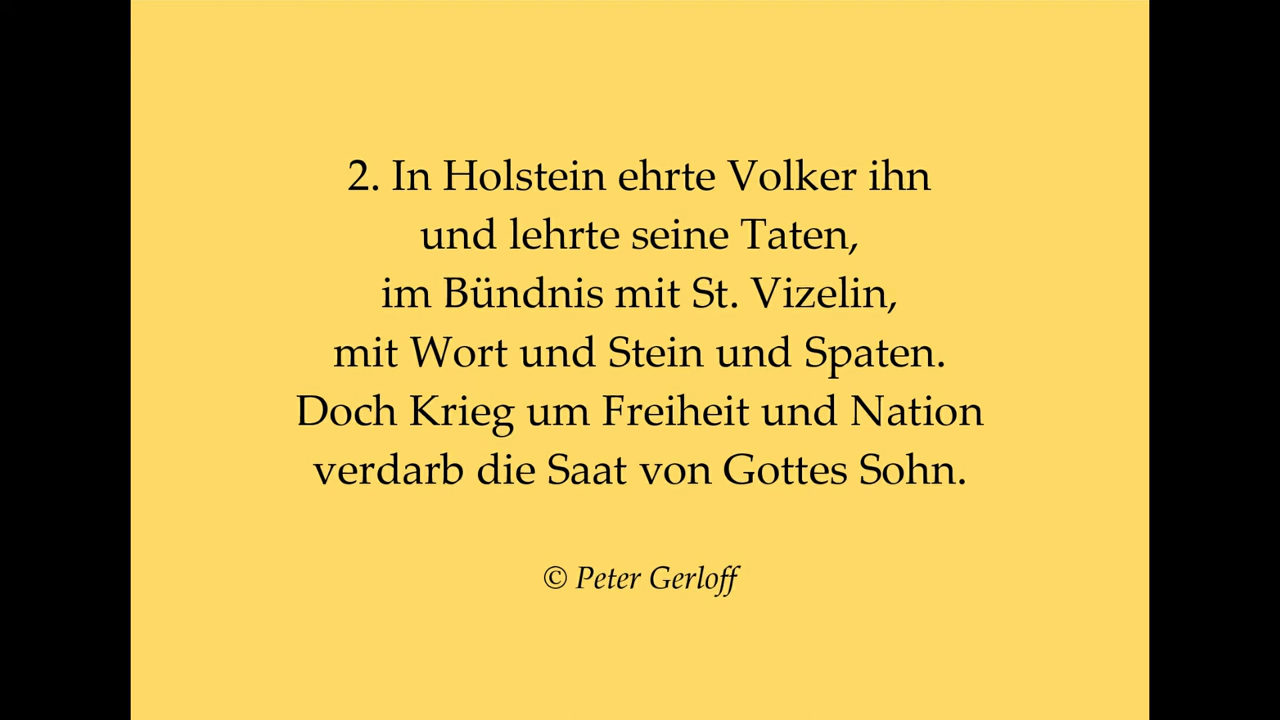 2. In Holstein ehrte Volker ihn
und lehrte seine Taten,
im Bündnis mit St. Vizelin,
mit Wort und Stein und Spaten.
Doch Krieg um Freiheit und Nation
verdarb die Saat von Gottes Sohn.
© Peter Gerloff